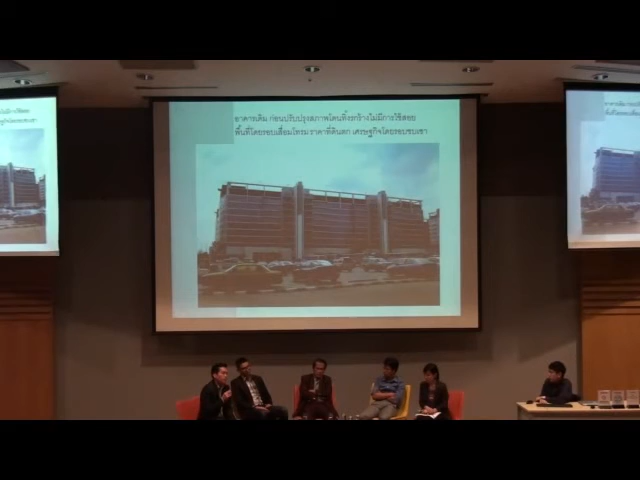 อาคารเดิม ก่อนปรับปรุงสภาพโดนทิ้งรกร้างไม่มีการใช้สอย
พื้นที่โดยรอบเสื่อมโทรม ราคาที่ดินตก เศรษฐกิจโดยรอบซบเซา